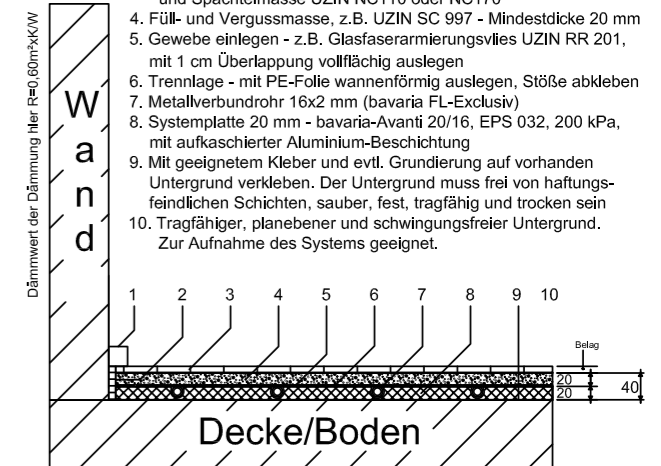 und Spachtelmasse UZIN NC110 oder NC170
4. Füll- und Vergussmasse, z.B. UZIN SC 997 - Mindestdicke 20 mm
5. Gewebe einlegen - z.B. Glasfaserarmierungsvlies UZIN RR 201,
mit 1 cm Überlappung vollflächig auslegen
6. Trennlage - mit PE-Folie wannenförmig auslegen, Stöße abkleben
7. Metallverbundrohr 16x2 mm (bavaria FL-Exclusiv)
8. Systemplatte 20 mm - bavaria-Avanti 20/16, EPS 032, 200 kPa,
mit aufkaschierter Aluminium-Beschichtung
9. Mit geeignetem Kleber und evtl. Grundierung auf vorhanden
Untergrund verkleben. Der Untergrund muss frei von haftungs-
feindlichen Schichten, sauber, fest, tragfähig und trocken sein
10. Tragfähiger, planebener und schwingungsfreier Untergrund.
Zur Aufnahme des Systems geeignet.
Dämmwert der Dämmung hier R=0,60m²xK/W
Wand
1 2 3 4 5 6 7 8 9 10
Belag
20
20
40
Decke/Boden